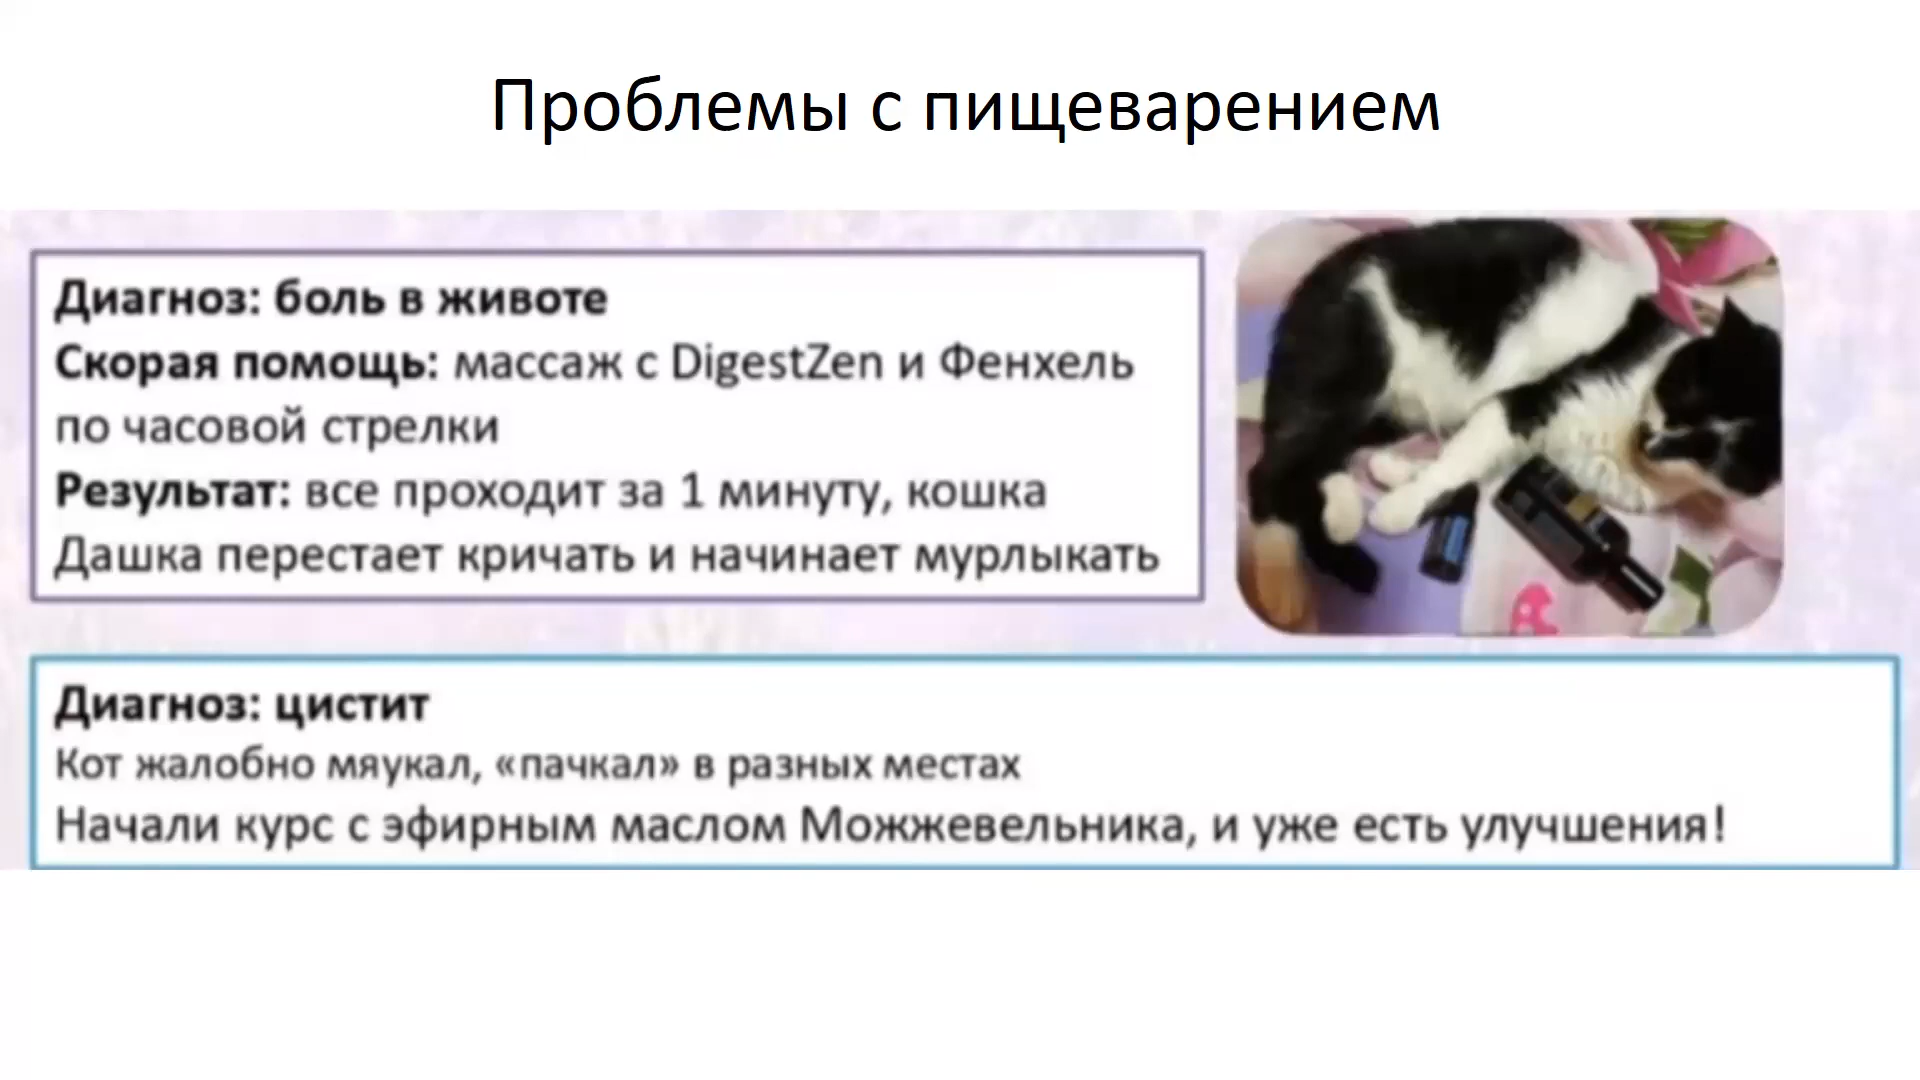 Проблемы с пищеварением
Диагноз: боль в животе
Скорая помощь: массаж с DigestZen и Фенхель
по часовой стрелки
Результат: все проходит за 1 минуту, кошка
Дашка перестает кричать и начинает мурлыкать
Диагноз: цистит
Кот жалобно мяукал, «пачкал» в разных местах
Начали курс с эфирным маслом Можжевельника, и уже есть улучшения!